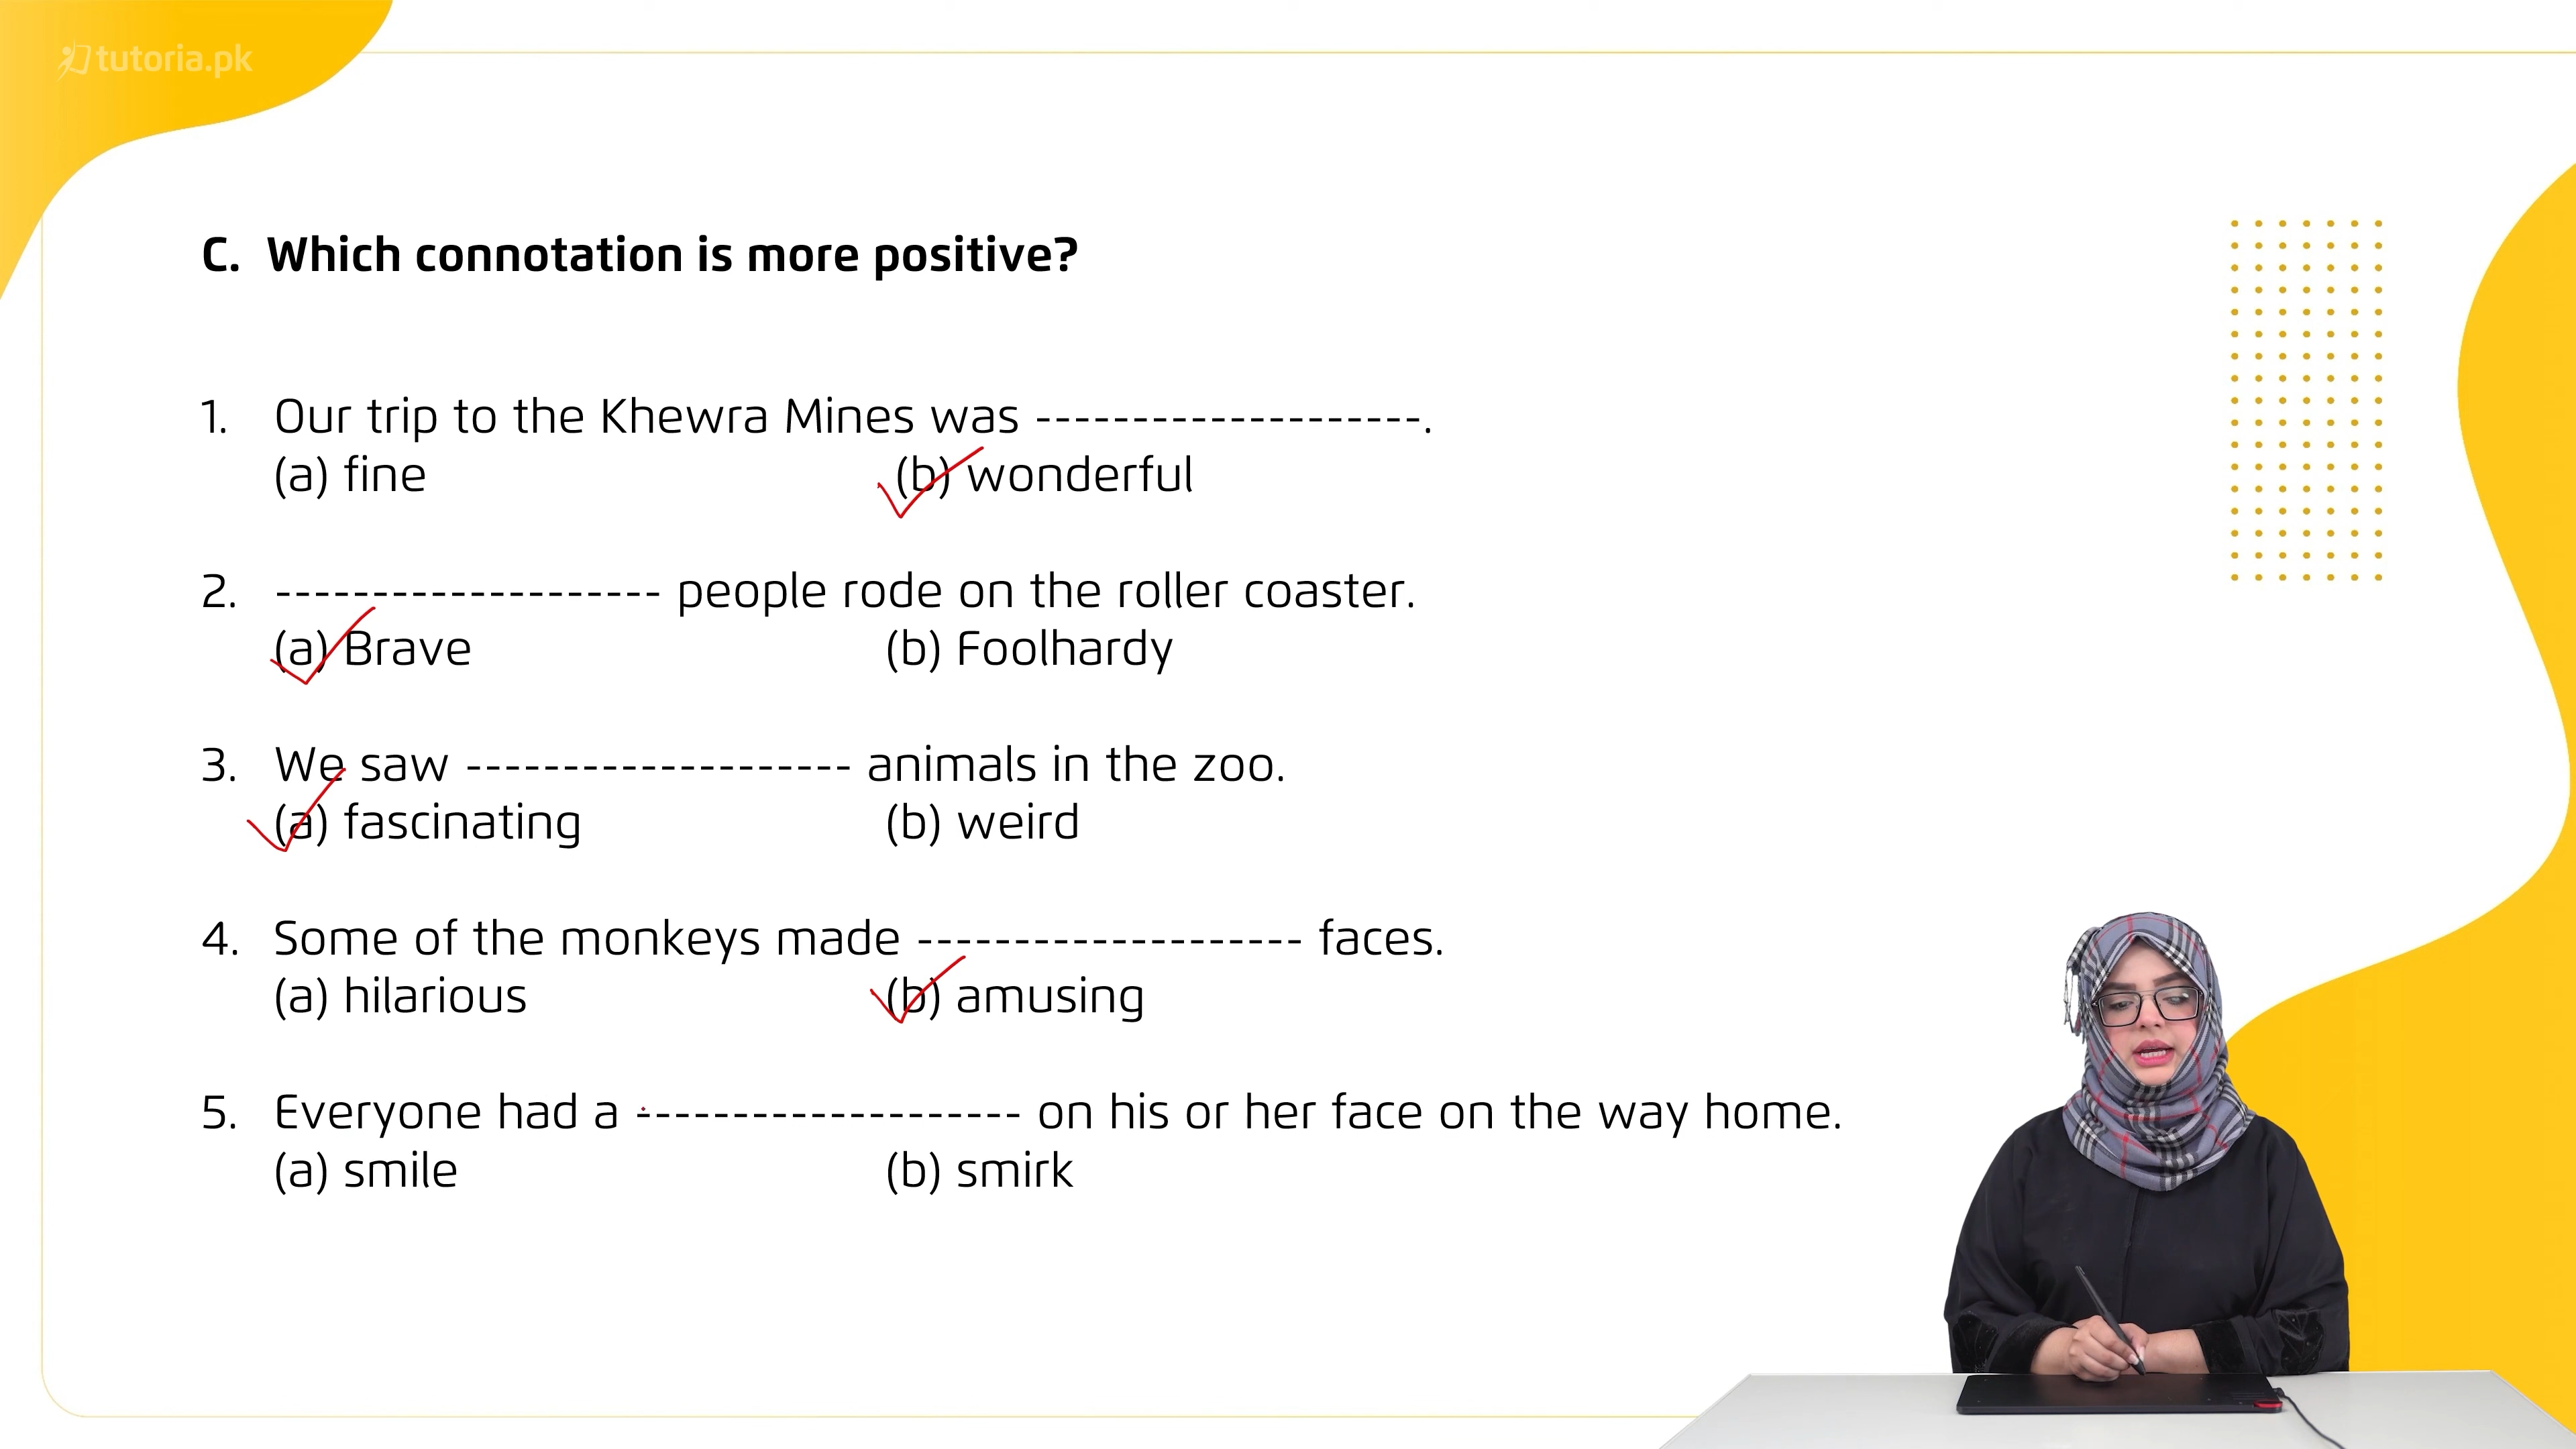 tutoria.pk
C. Which connotation is more positive?
1. Our trip to the Khewra Mines was --------------------.
(a) fine (b) wonderful
2. -------------------- people rode on the roller coaster.
(a) Brave (b) Foolhardy
3. We saw -------------------- animals in the zoo.
(a) fascinating (b) weird
4. Some of the monkeys made -------------------- faces.
(a) hilarious (b) amusing
5. Everyone had a -------------------- on his or her face on the way home.
(a) smile (b) smirk